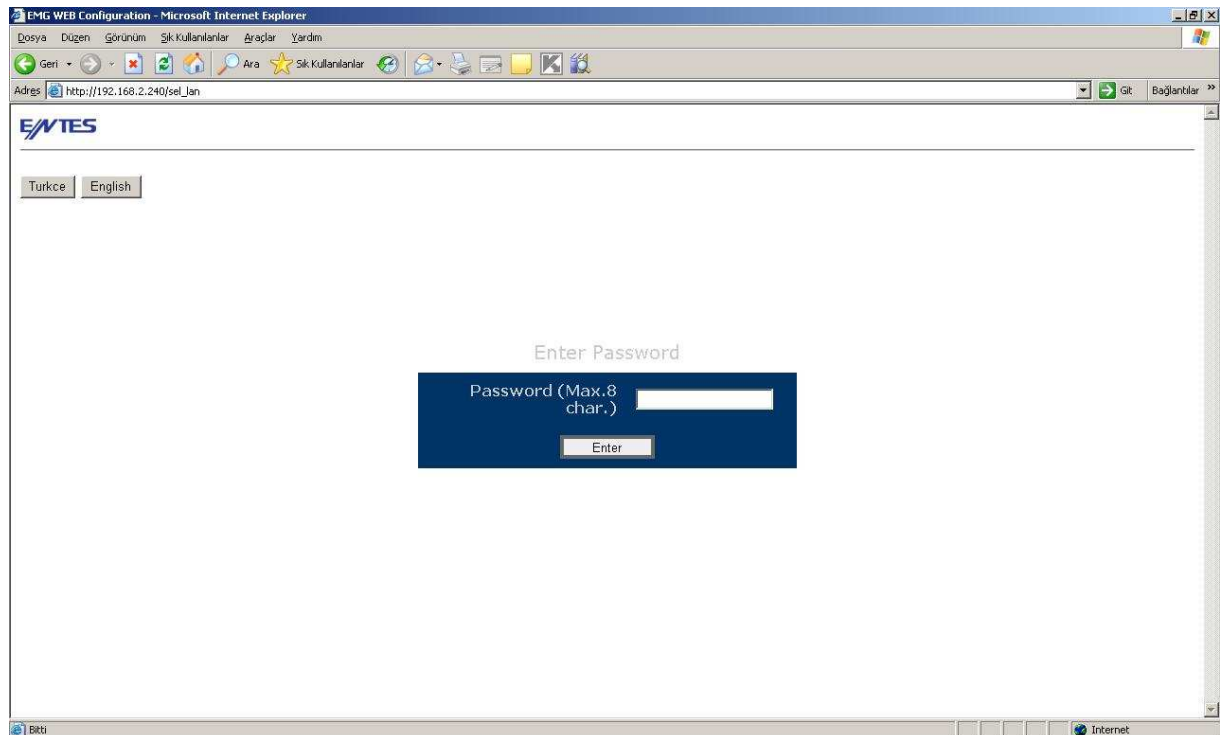 EMG WEB Configuration - Microsoft Internet Explorer
Dosya Düzen Görünüm Sık Kullanılanlar Araçlar Yardım
Geri Ara Sık Kullanılanlar
Adres http://192.168.2.240/sel_lan Git Bağlantılar »
ENTES
Turkce English
Enter Password
Password (Max.8
char.)
Enter
Bitti Internet